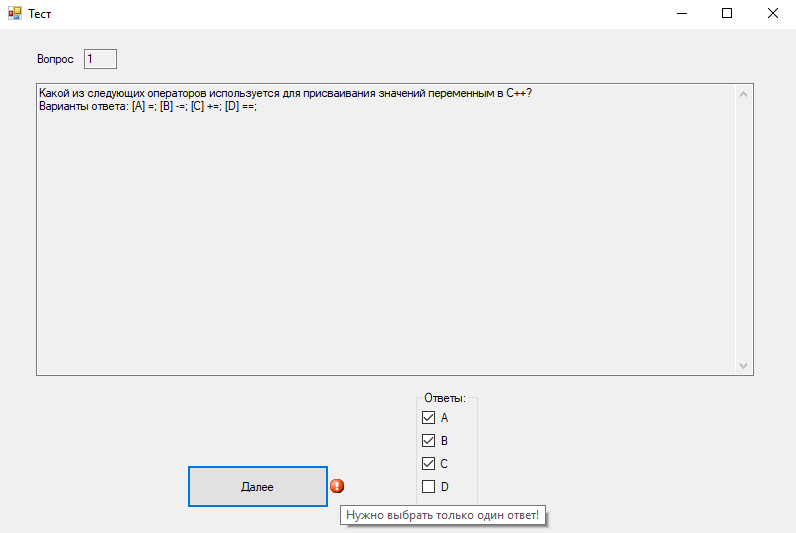 Тест
Вопрос 1
Какой из следующих операторов используется для присваивания значений переменным в С++?
Варианты ответа: [A] =; [B] -=; [C] +=; [D] ==;
Ответы:
A
B
C
D
Далее
Нужно выбрать только один ответ!